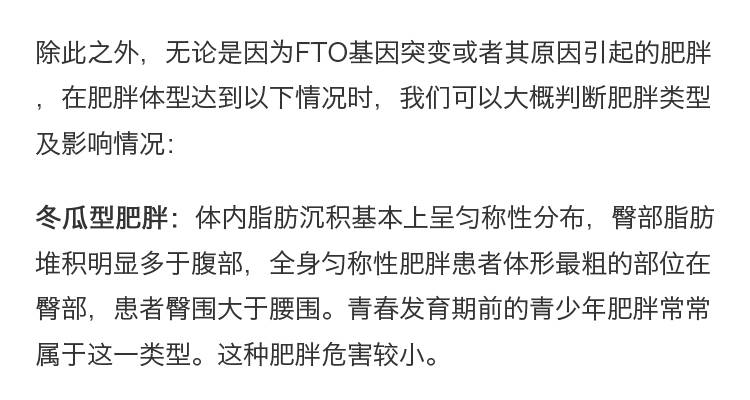 除此之外，无论是因为FTO基因突变或者其原因引起的肥胖
，在肥胖体型达到以下情况时，我们可以大概判断肥胖类型
及影响情况：
冬瓜型肥胖：体内脂肪沉积基本上呈匀称性分布，臀部脂肪
堆积明显多于腹部，全身匀称性肥胖患者体形最粗的部位在
臀部，患者臀围大于腰围。青春发育期前的青少年肥胖常常
属于这一类型。这种肥胖危害较小。